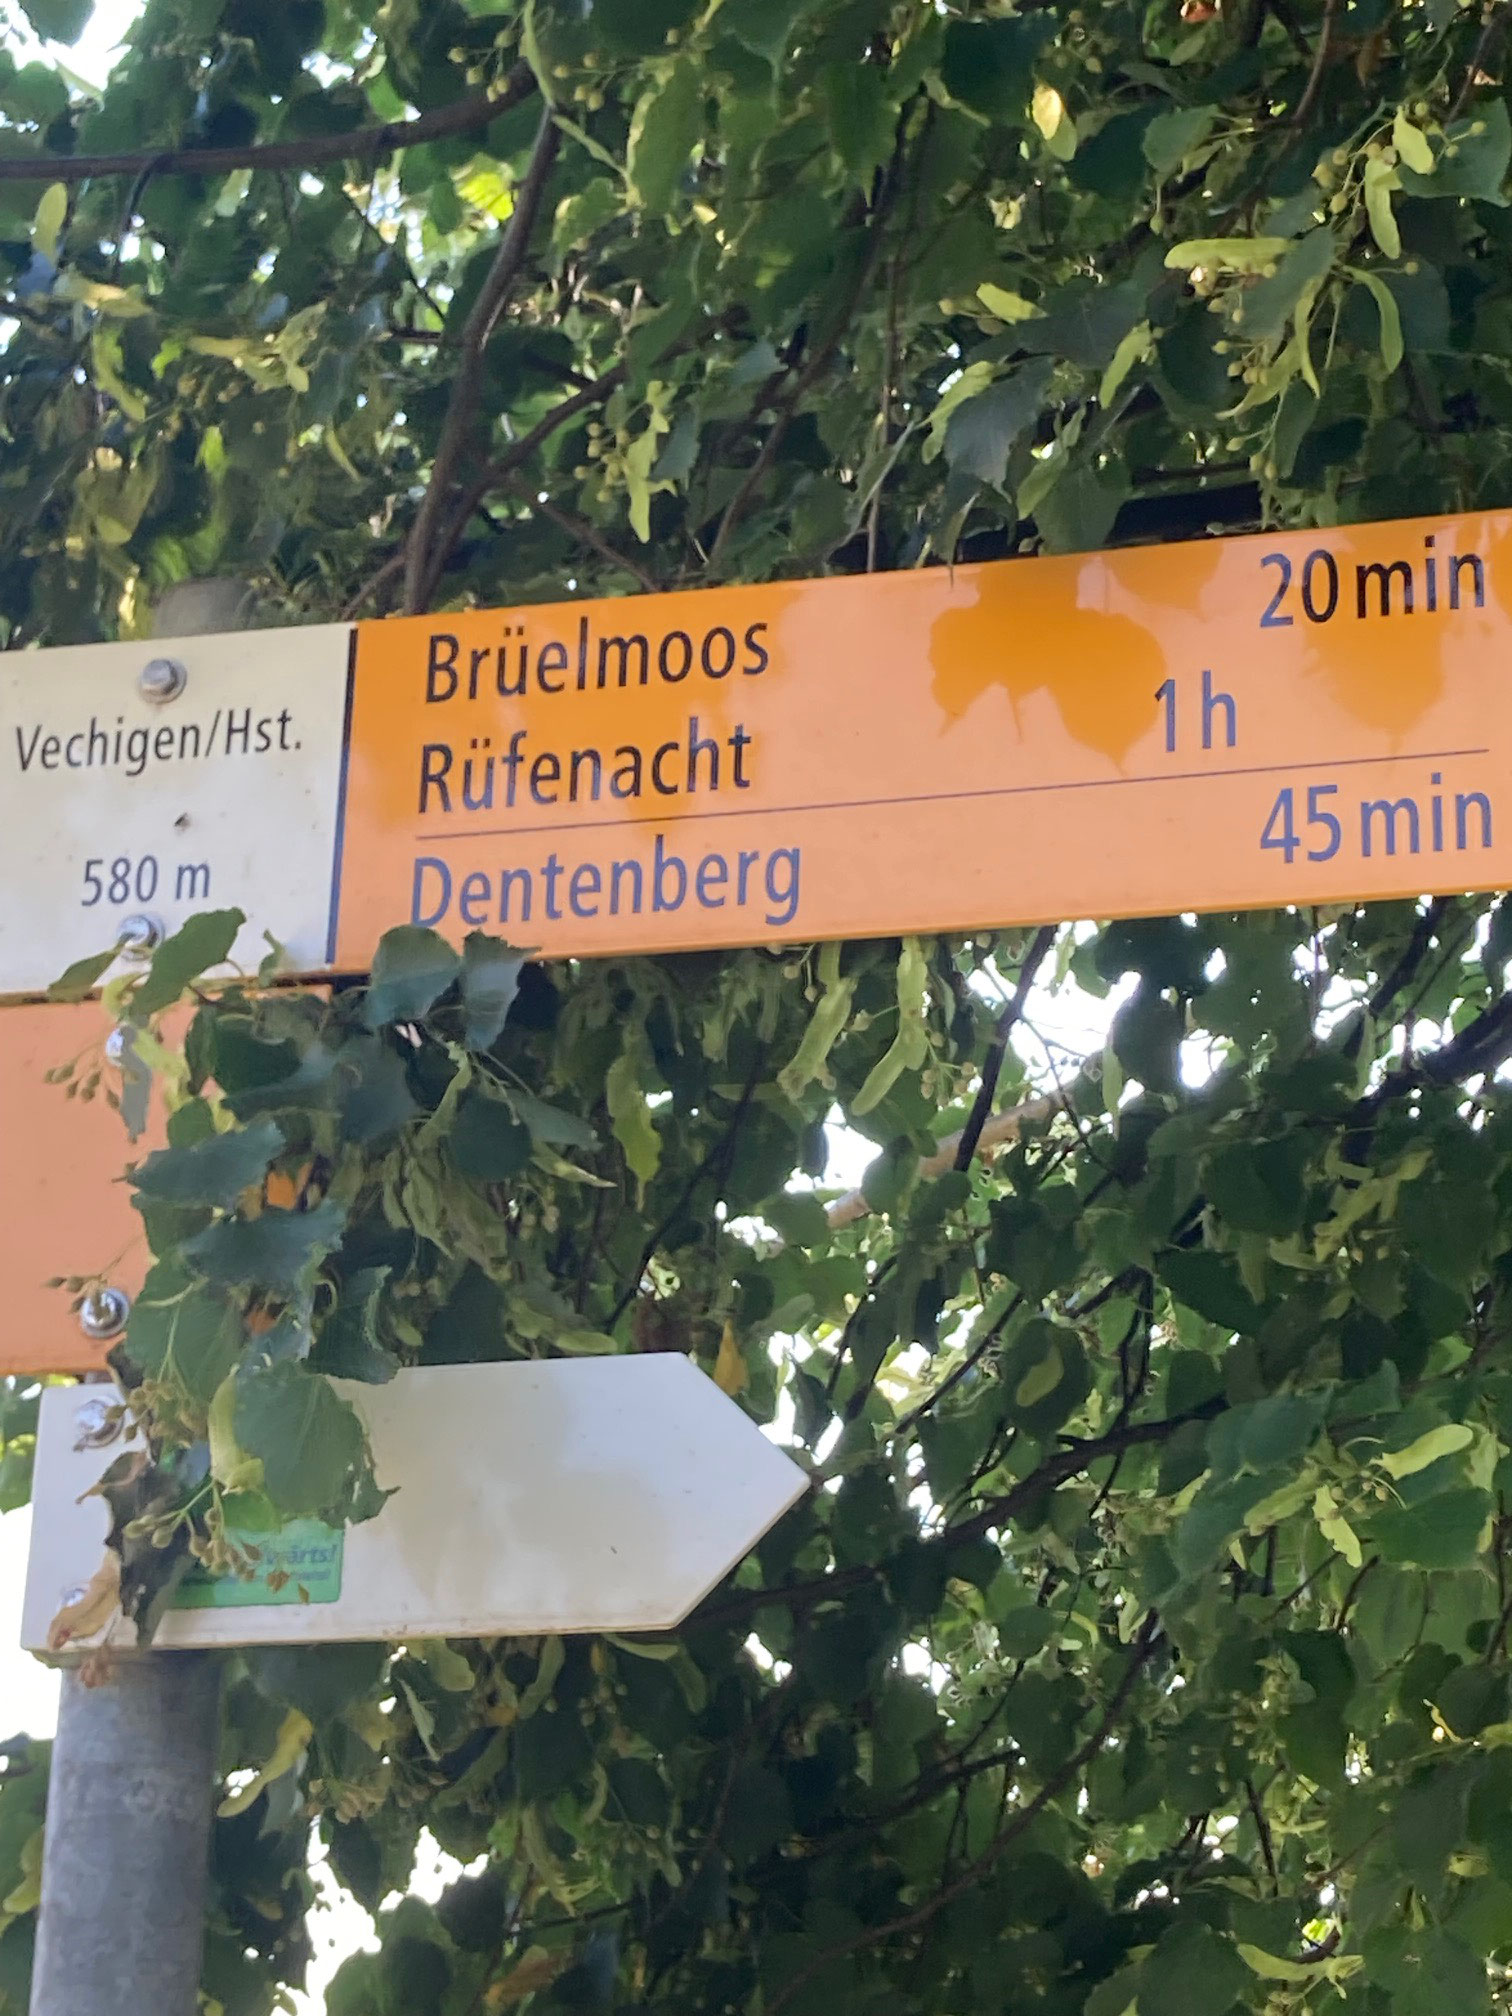 Vechigen/Hst.
580 m
Brüelmoos 20 min
Rüfenacht 1 h
Dentenberg 45 min